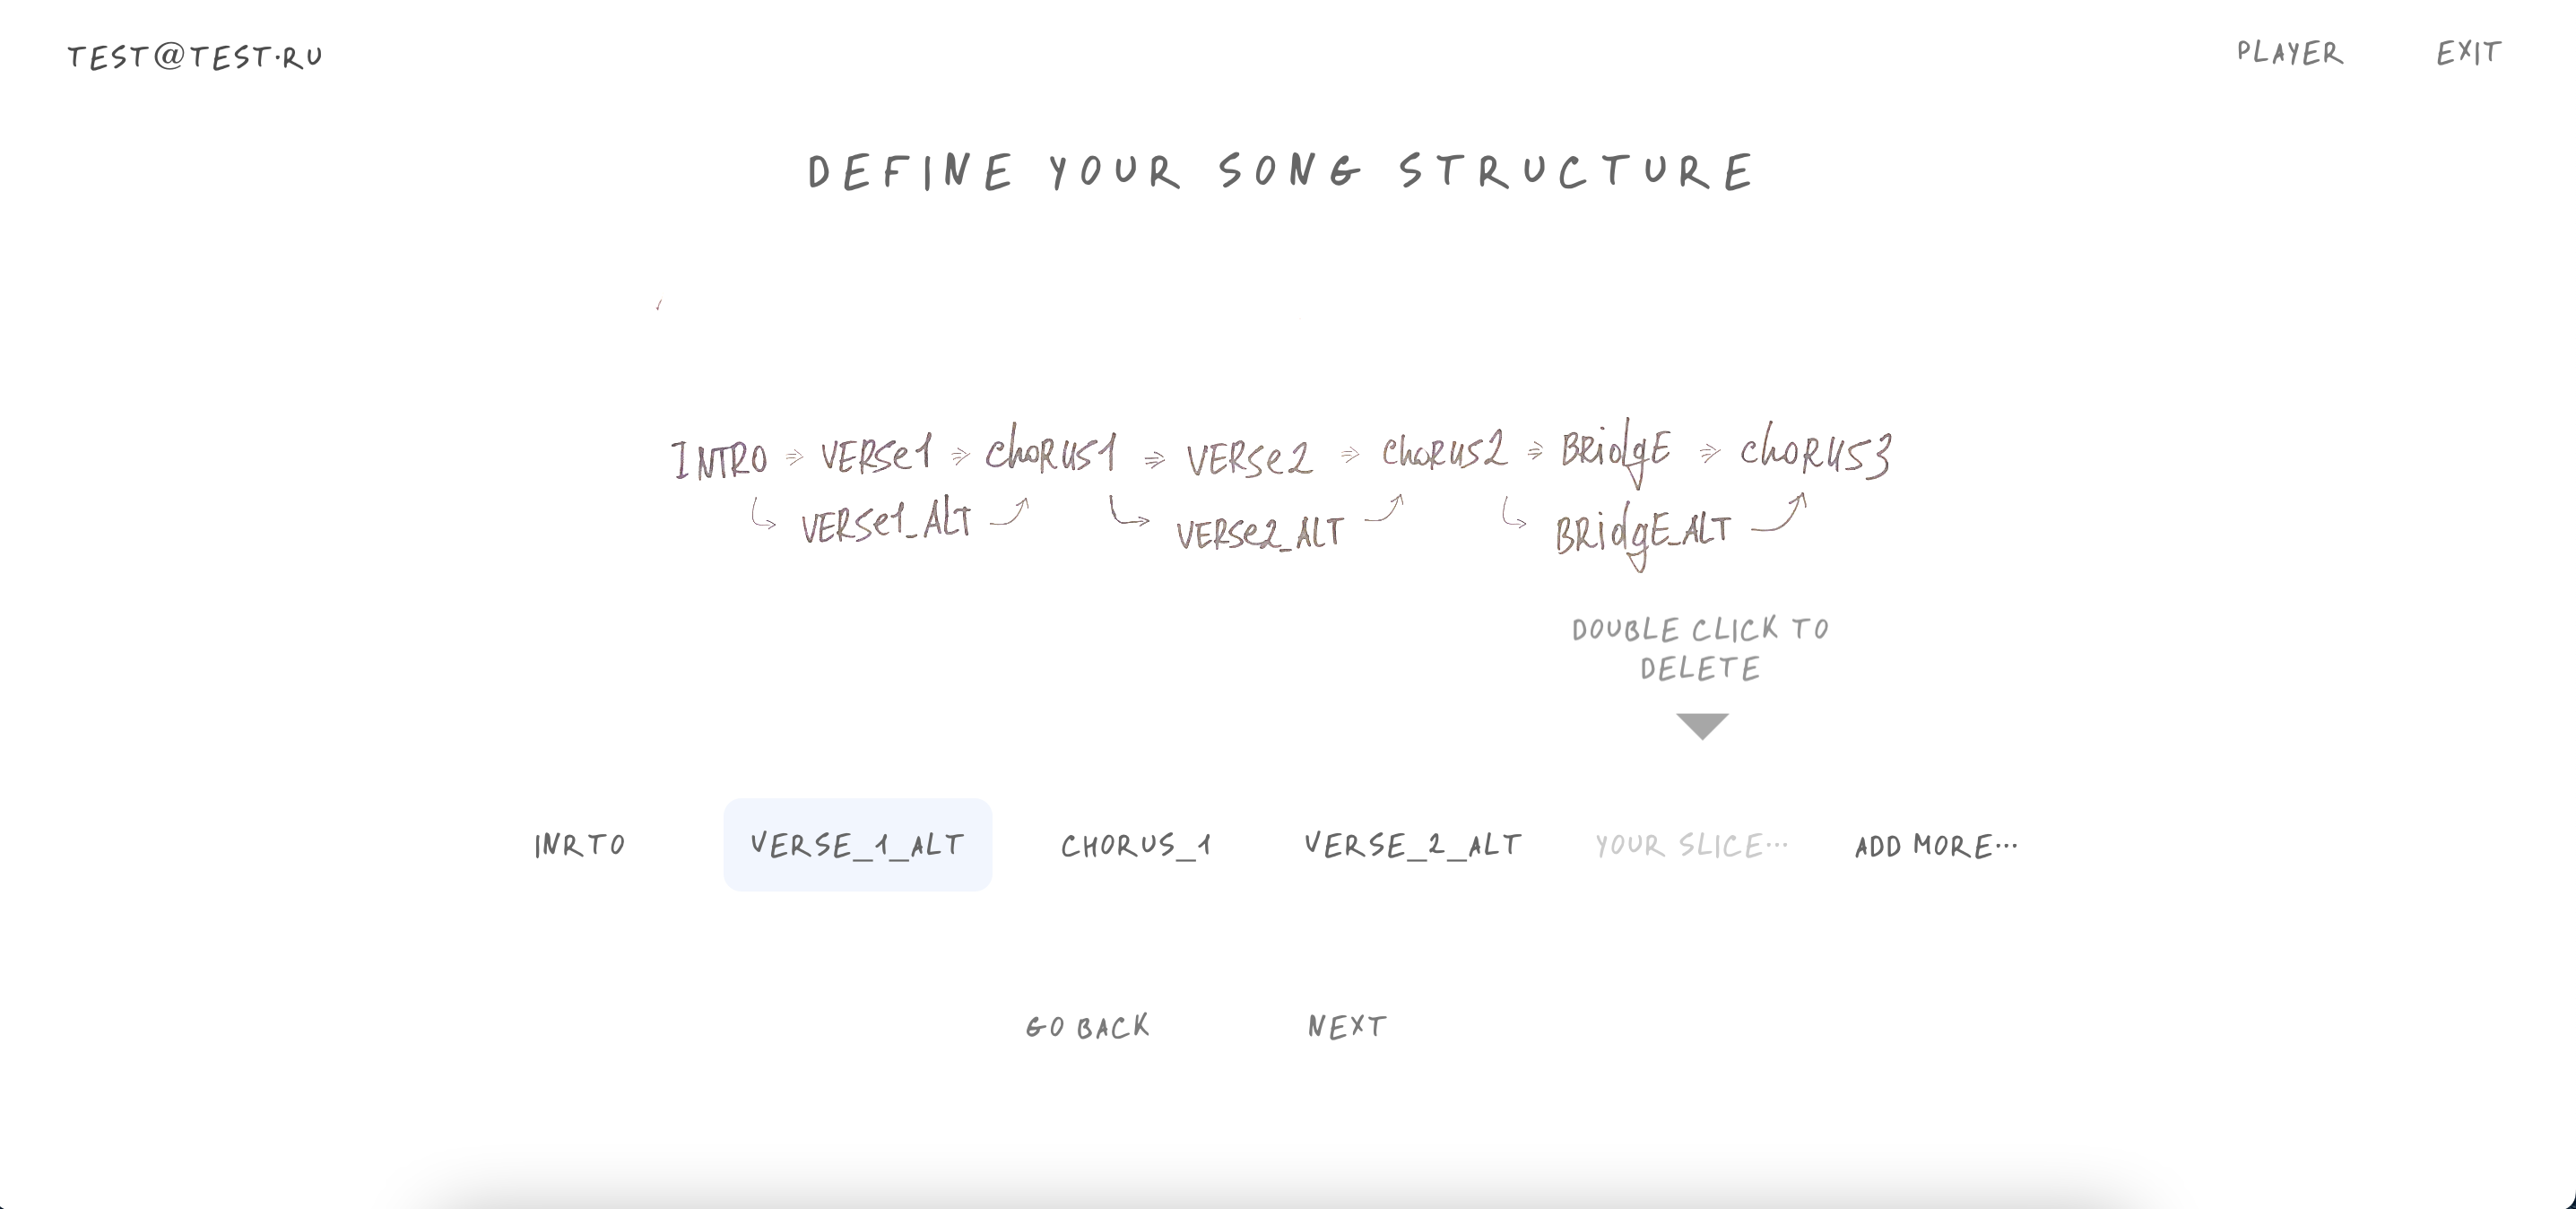 TEST@TEST.RU PLAYER EXIT
DEFINE YOUR SONG STRUCTURE
INTRO ⇒ VERSe1 ⇒ ChoRUS1 ⇒ VERSe2 ⇒ ChoRUS2 ⇒ BRidgE ⇒ ChoRUS3
VERSe1_ALT VERSe2_ALT BRidgE_ALT
DOUBLE CLICK TO
DELETE
INRTO VERSE_1_ALT CHORUS_1 VERSE_2_ALT YOUR SLICE... ADD MORE...
GO BACK NEXT